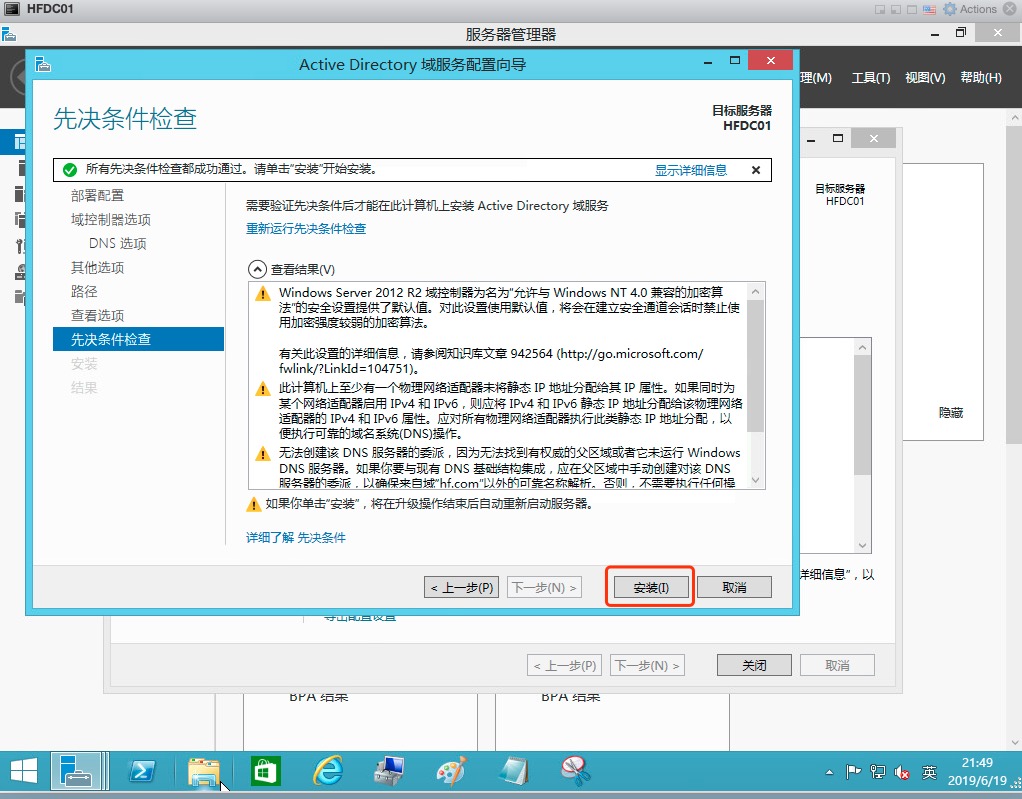 HFDC01
Actions
服务器管理器
Active Directory 域服务配置向导
理(M) 工具(T) 视图(V) 帮助(H)
先决条件检查
目标服务器
HFDC01
所有先决条件检查都成功通过。请单击“安装”开始安装。
显示详细信息
部署配置
域控制器选项
DNS 选项
其他选项
路径
查看选项
先决条件检查
安装
结果
需要验证先决条件后才能在此计算机上安装 Active Directory 域服务
重新运行先决条件检查
查看结果(V)
Windows Server 2012 R2 域控制器为名为“允许与 Windows NT 4.0 兼容的加密算
法”的安全设置提供了默认值。对此设置使用默认值，将会在建立安全通道会话时禁止使
用加密强度较弱的加密算法。
有关此设置的详细信息，请参阅知识库文章 942564 (http://go.microsoft.com/
fwlink/?LinkId=104751)。
此计算机上至少有一个物理网络适配器未将静态 IP 地址分配给其 IP 属性。如果同时为
某个网络适配器启用 IPv4 和 IPv6，则应将 IPv4 和 IPv6 静态 IP 地址分配给该物理网络
适配器的 IPv4 和 IPv6 属性。应对所有物理网络适配器执行此类静态 IP 地址分配，以
便执行可靠的域名系统(DNS)操作。
无法创建该 DNS 服务器的委派，因为无法找到有权威的父区域或者它未运行 Windows
DNS 服务器。如果你要与现有 DNS 基础结构集成，应在父区域中手动创建对该 DNS
服务器的委派，以确保来自域“hf.com”以外的可靠名称解析。否则，不需要执行任何操
如果你单击“安装”，将在升级操作结束后自动重新启动服务器。
详细了解 先决条件
< 上一步(P)
下一步(N) >
安装(I)
取消
目标服务器
HFDC01
隐藏
详细信息”，以
导出配置设置
< 上一步(P)
下一步(N) >
关闭
取消
BPA 结果
BPA 结果
英
21:49
2019/6/19